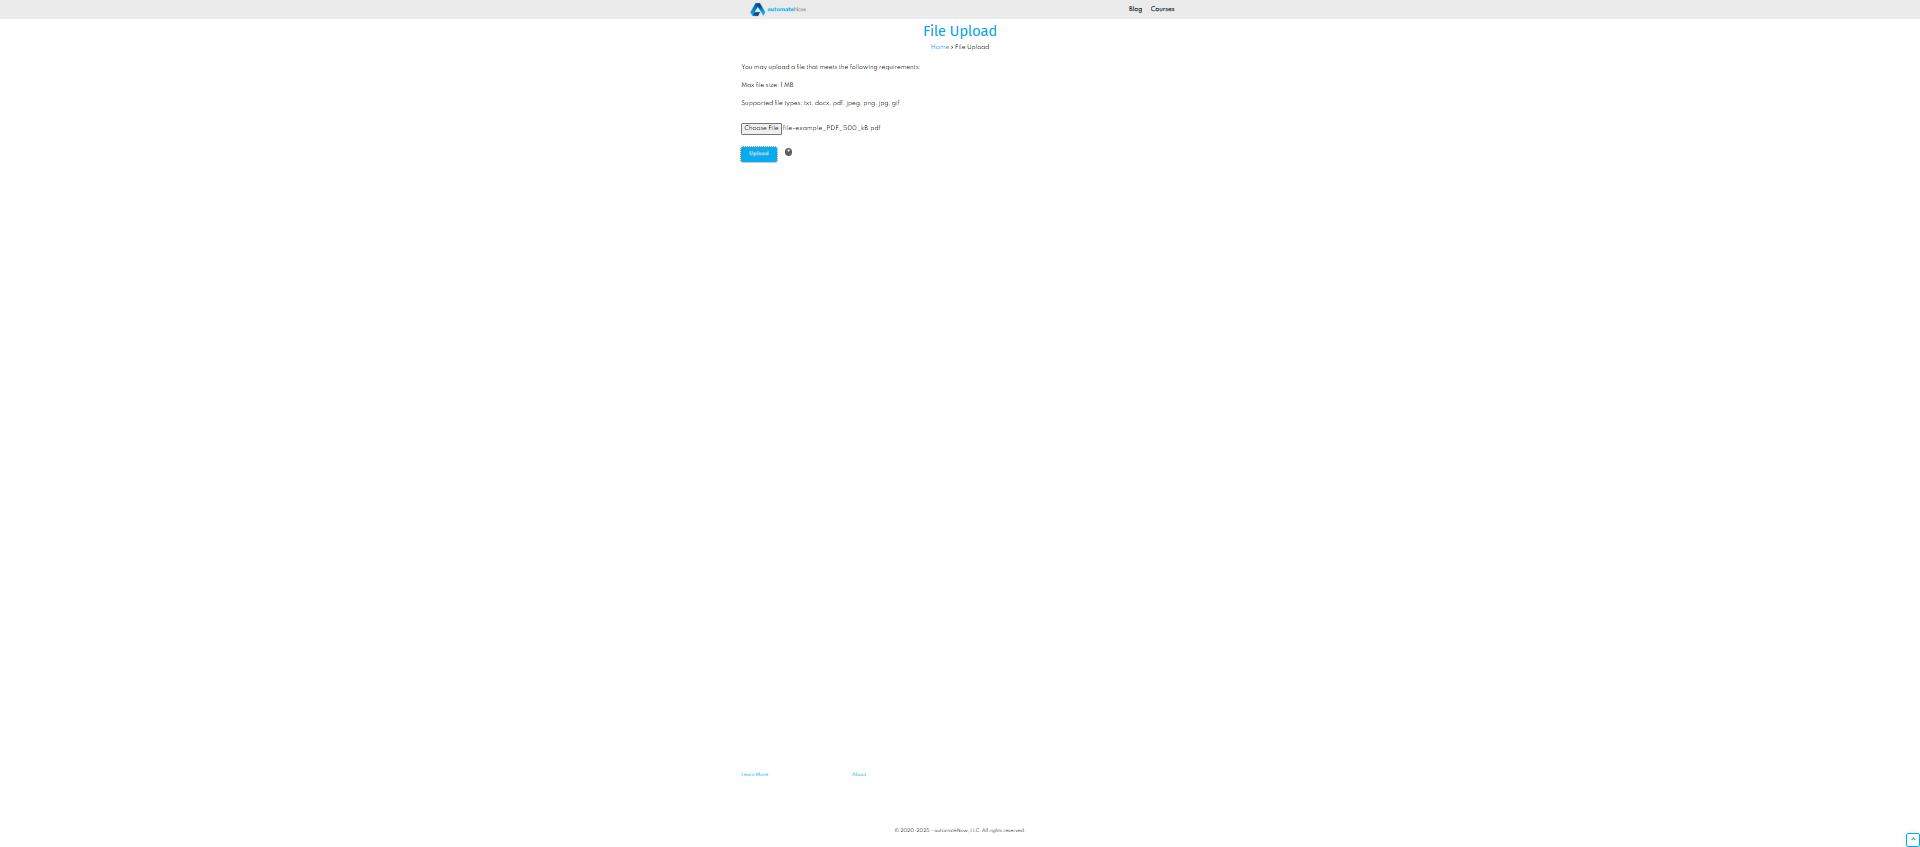 automateNow
Blog
Courses
File Upload
Home > File Upload
You may upload a file that meets the following requirements:
Max file size: 1 MB
Supported file types: txt, docx, pdf, jpeg, png, jpg, gif
Choose File file-example_PDF_500_kB.pdf
Upload
Learn More
About
© 2020-2025 - automateNow, LLC. All rights reserved.